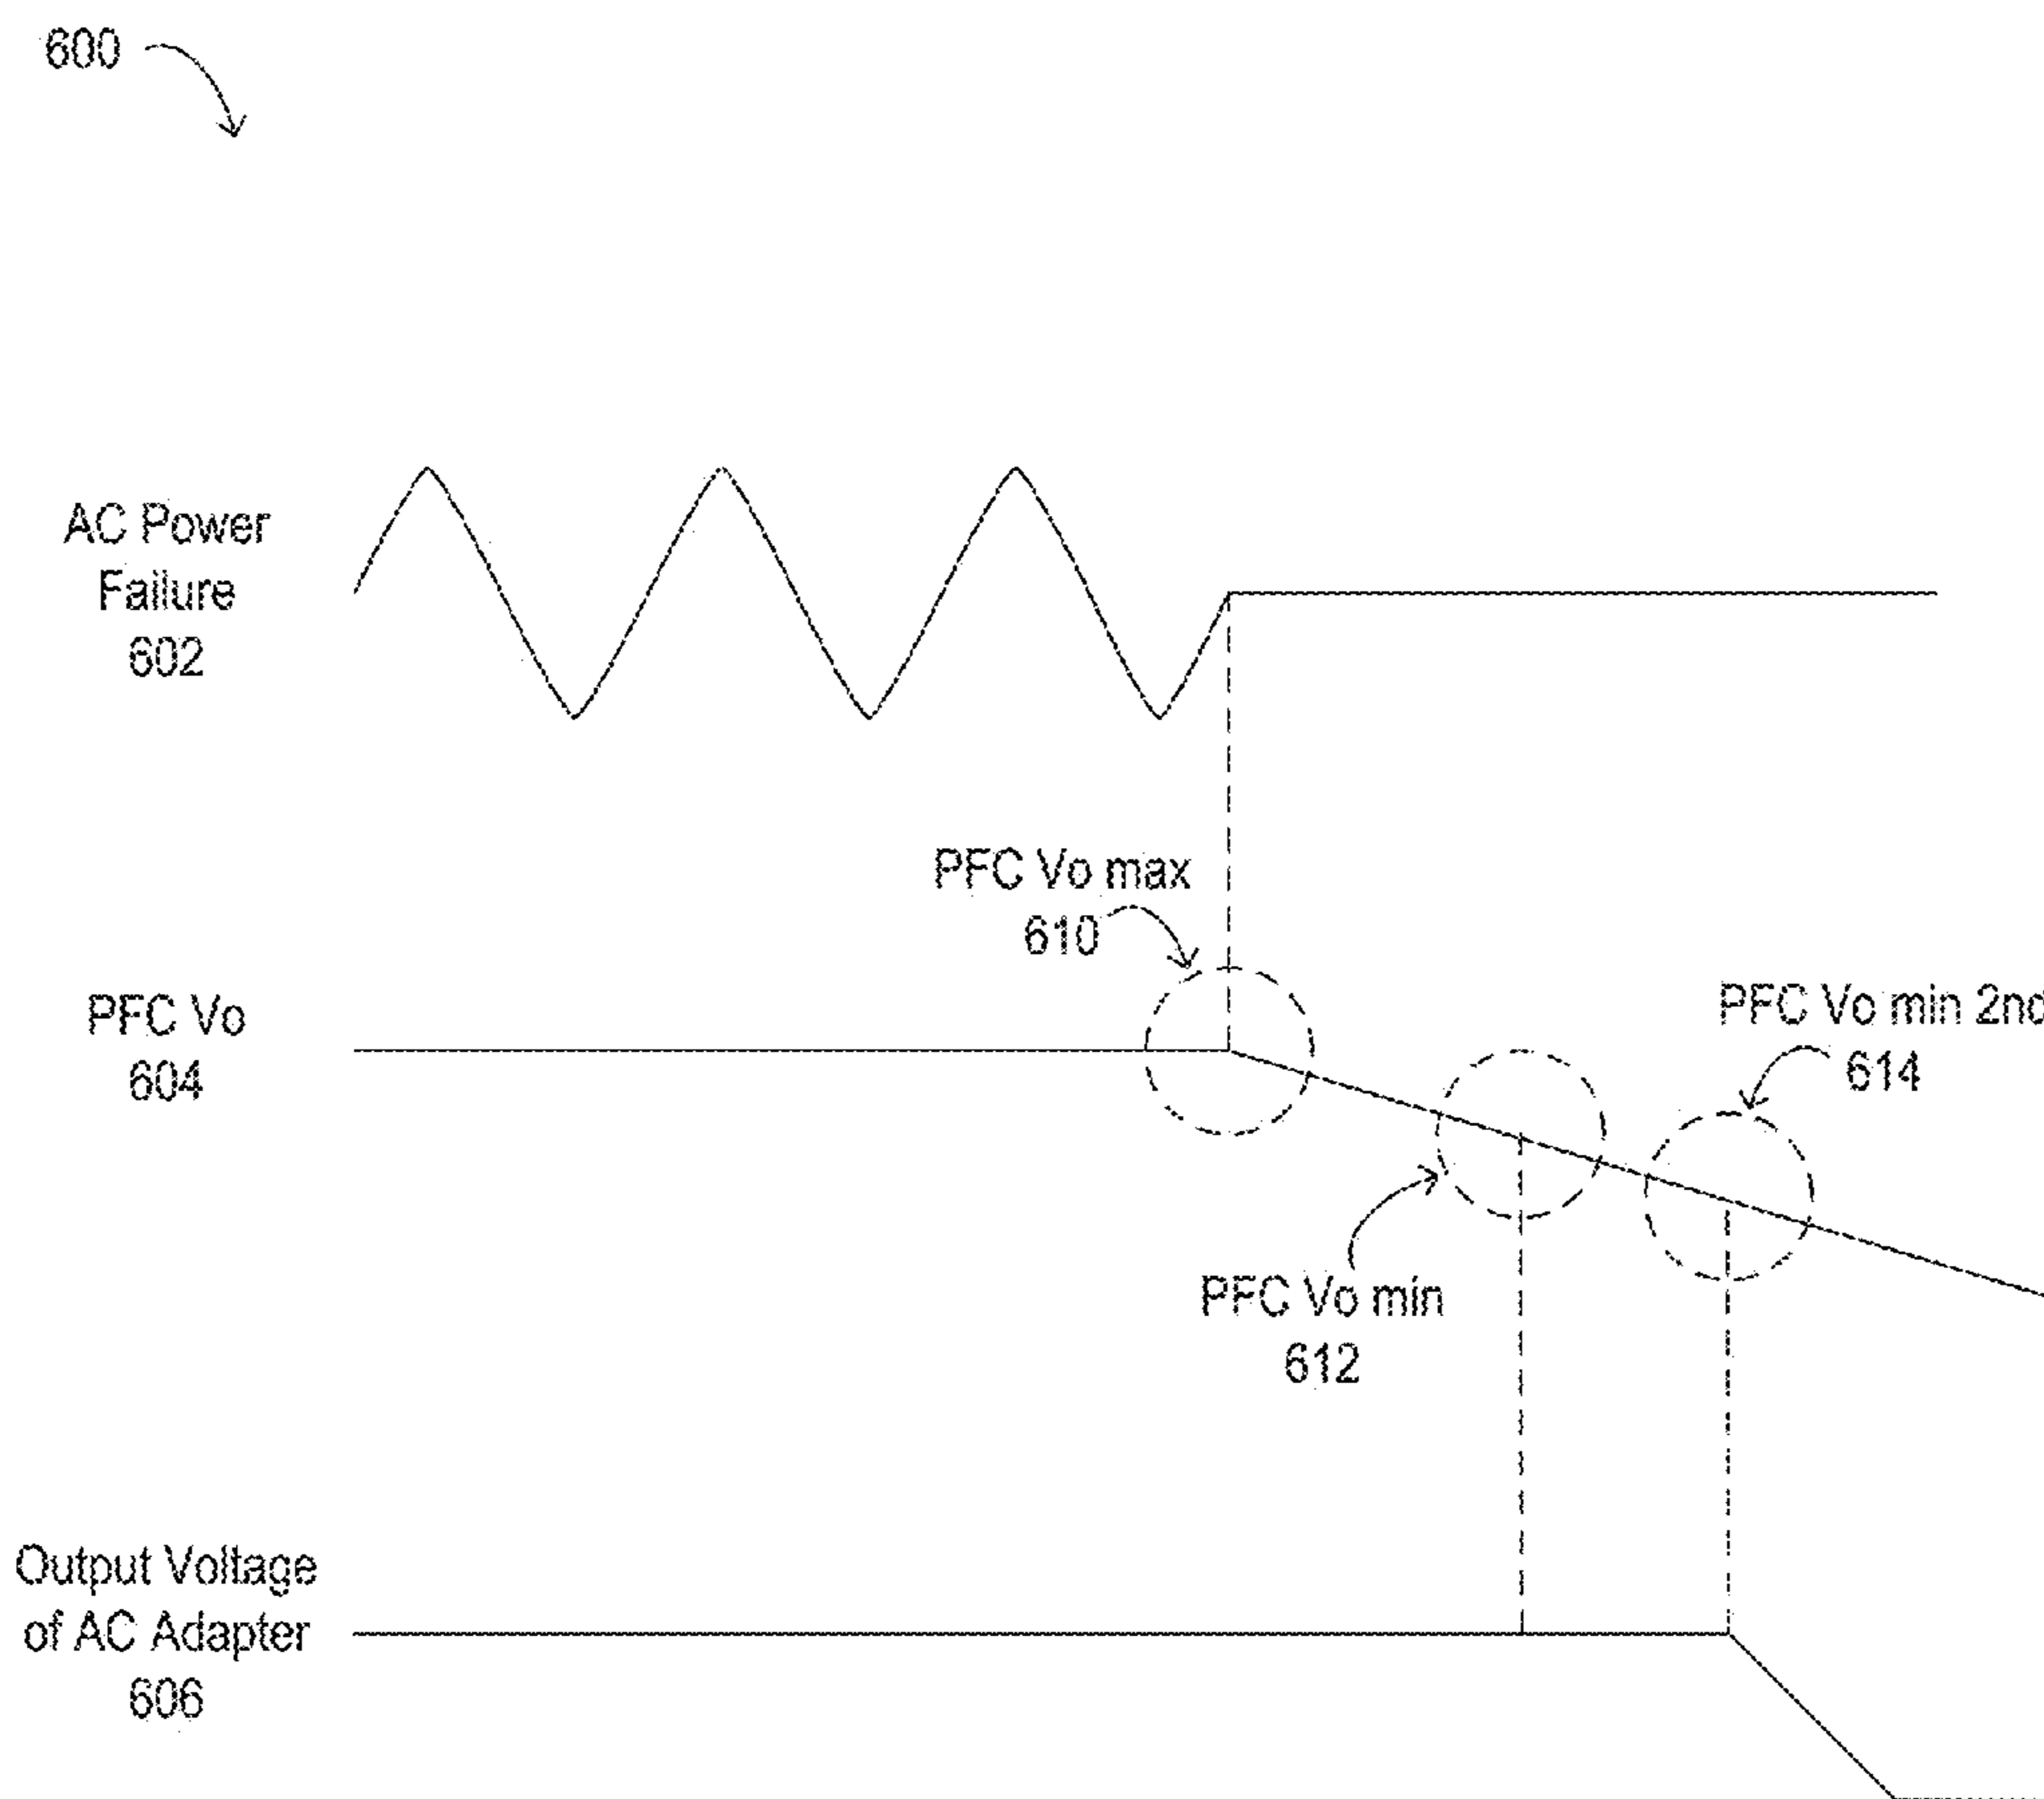 600
AC Power
Failure
602
PFC Vo max
610
PFC Vo
604
PFC Vo min 2nd
614
PFC Vo min
612
Output Voltage
of AC Adapter
606